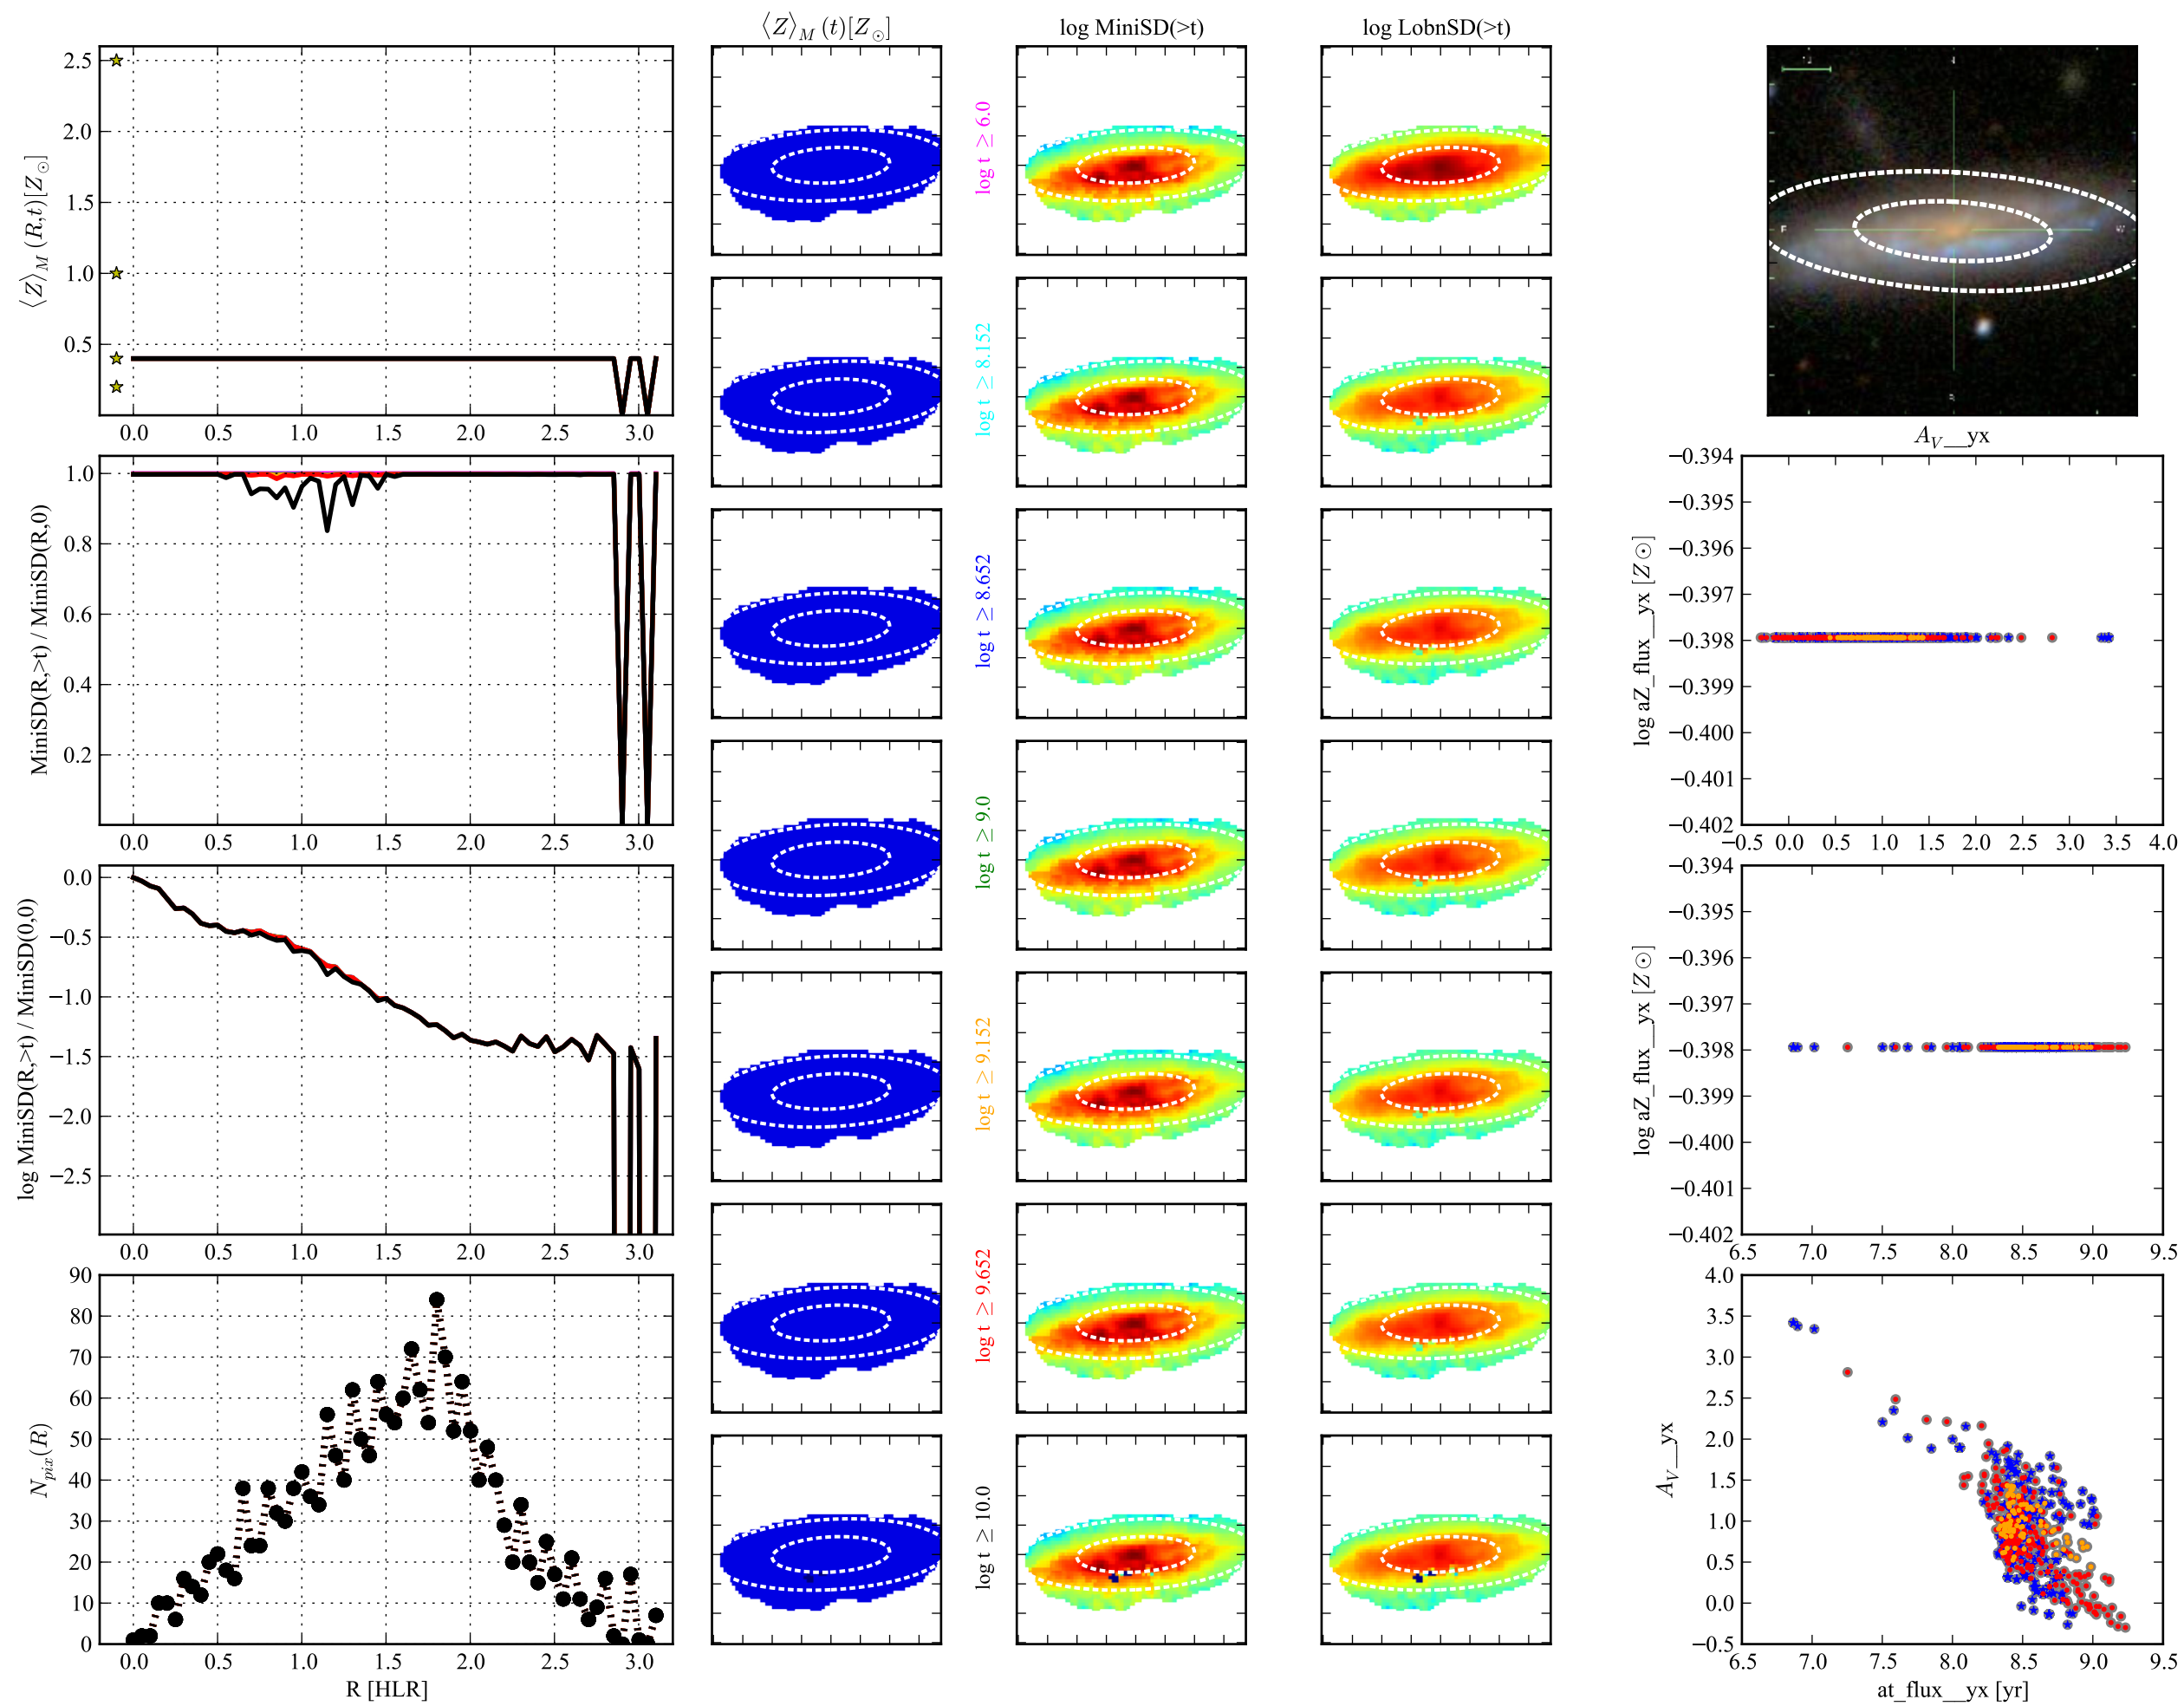 ⟨Z⟩_M (t)[Z_⊙]
log MiniSD(>t)
log LobnSD(>t)
⟨Z⟩_M (R,t)[Z_⊙]
2.5
2.0
1.5
1.0
0.5
0.0 0.5 1.0 1.5 2.0 2.5 3.0
MiniSD(R,>t) / MiniSD(R,0)
1.0
0.8
0.6
0.4
0.2
0.0 0.5 1.0 1.5 2.0 2.5 3.0
log MiniSD(R,>t) / MiniSD(0,0)
0.0
−0.5
−1.0
−1.5
−2.0
−2.5
0.0 0.5 1.0 1.5 2.0 2.5 3.0
N_pix(R)
90
80
70
60
50
40
30
20
10
0
0.0 0.5 1.0 1.5 2.0 2.5 3.0
R [HLR]
log t ≥ 6.0
log t ≥ 8.152
log t ≥ 8.652
log t ≥ 9.0
log t ≥ 9.152
log t ≥ 9.652
log t ≥ 10.0
E
W
A_V__yx
log aZ_flux__yx [Z⊙]
−0.394
−0.395
−0.396
−0.397
−0.398
−0.399
−0.400
−0.401
−0.402
−0.5 0.0 0.5 1.0 1.5 2.0 2.5 3.0 3.5 4.0
log aZ_flux__yx [Z⊙]
−0.394
−0.395
−0.396
−0.397
−0.398
−0.399
−0.400
−0.401
−0.402
6.5 7.0 7.5 8.0 8.5 9.0 9.5
A_V__yx
4.0
3.5
3.0
2.5
2.0
1.5
1.0
0.5
0.0
−0.5
6.5 7.0 7.5 8.0 8.5 9.0 9.5
at_flux__yx [yr]